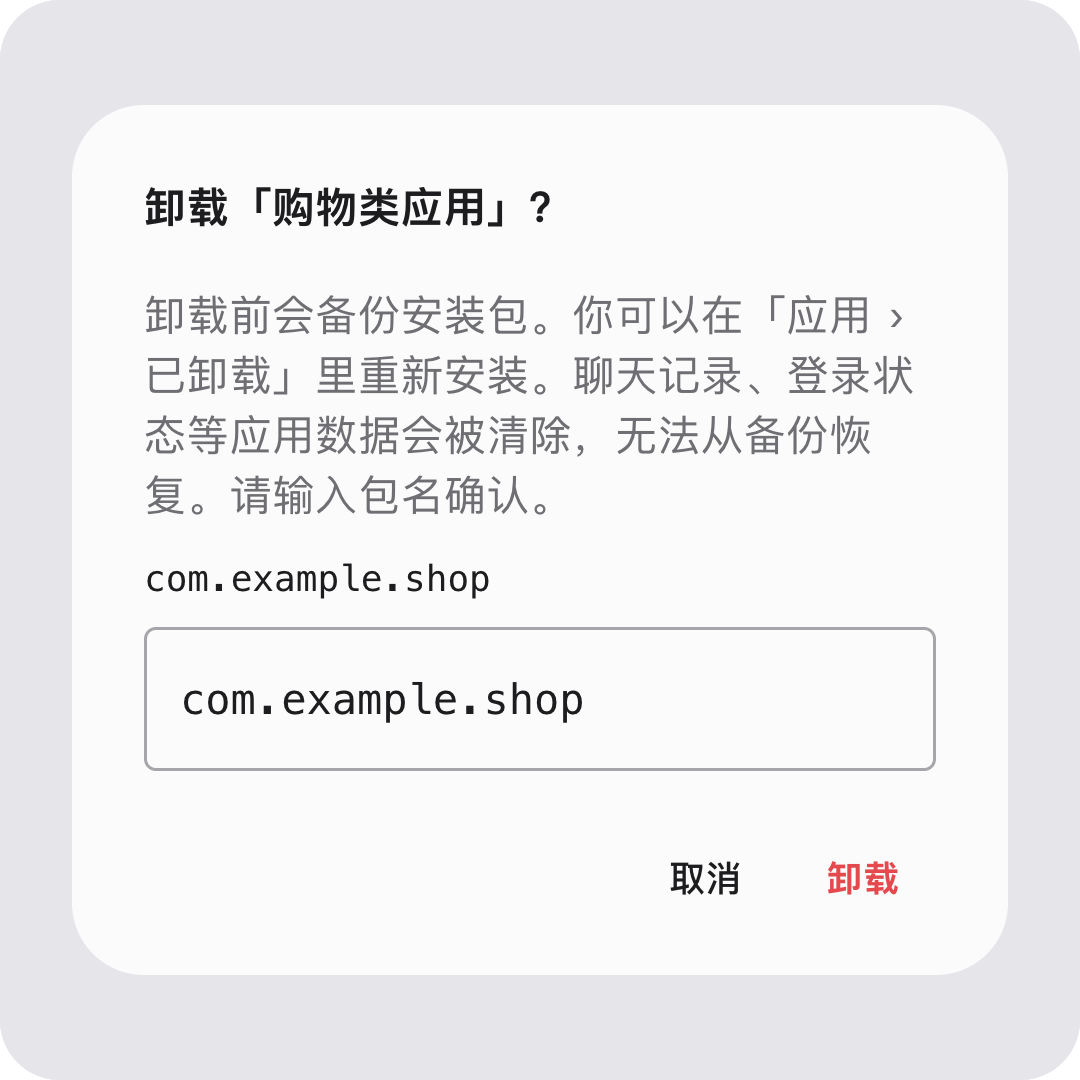 卸载「购物类应用」?
卸载前会备份安装包。你可以在「应用 ›
已卸载」里重新安装。聊天记录、登录状
态等应用数据会被清除，无法从备份恢
复。请输入包名确认。
com.example.shop
com.example.shop
取消 卸载